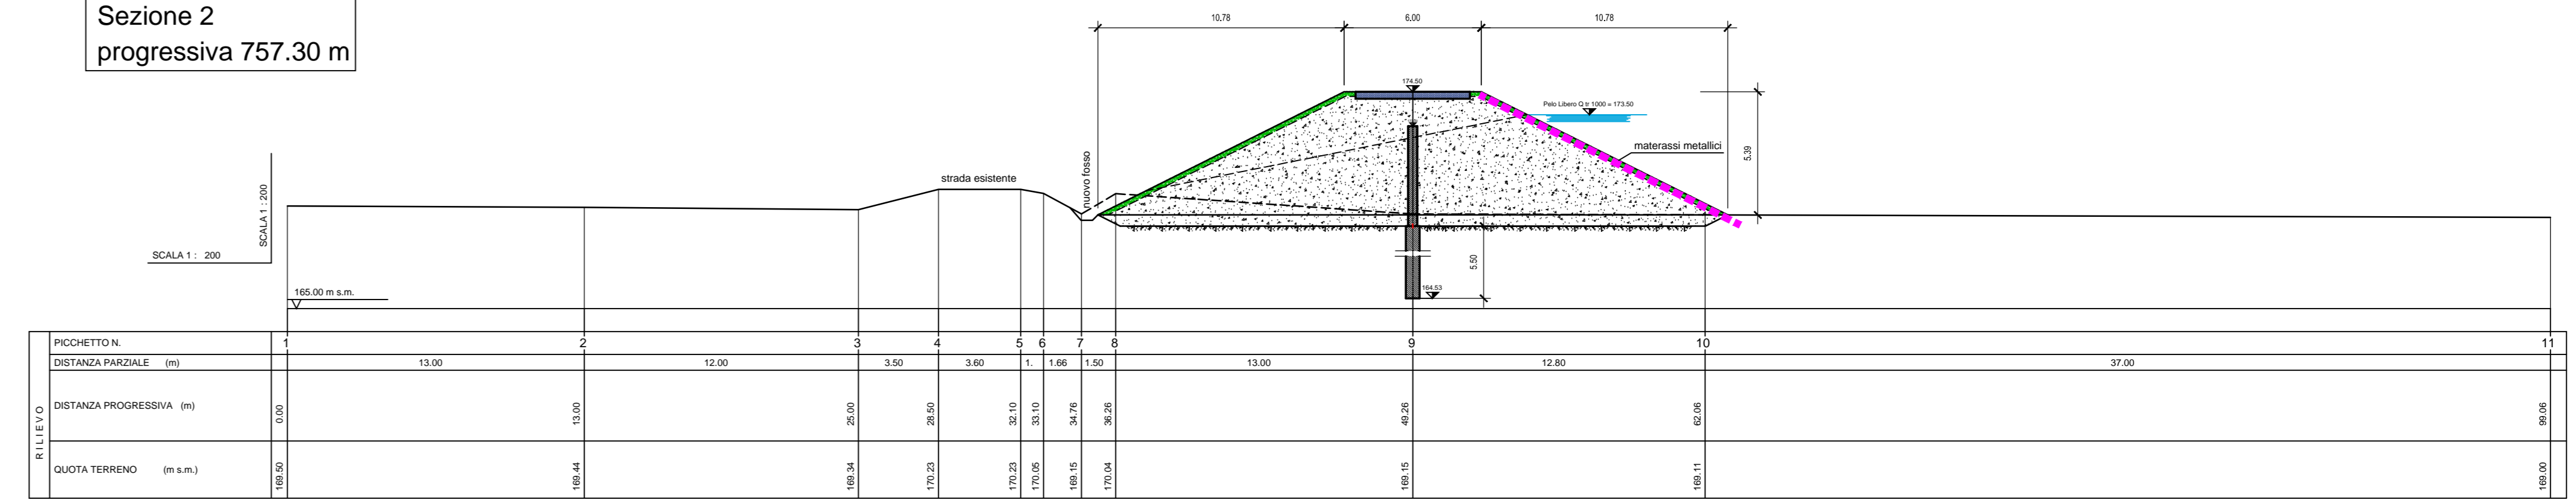 Sezione 2
progressiva 757.30 m
10.78 6.00 10.78
174.50
Pelo Libero Q tr 1000 = 173.50
materassi metallici
5.39
strada esistente
nuovo fosso
SCALA 1 : 200
SCALA 1 : 200
5.50
164.53
165.00 m s.m.
RILIEVO
PICCHETTO N. 1 2 3 4 5 6 7 8 9 10 11
DISTANZA PARZIALE (m) 13.00 12.00 3.50 3.60 1. 1.66 1.50 13.00 12.80 37.00
DISTANZA PROGRESSIVA (m) 0.00 13.00 25.00 28.50 32.10 33.10 34.76 36.26 49.26 62.06 99.06
QUOTA TERRENO (m s.m.) 169.50 169.44 169.34 170.23 170.23 170.05 169.15 170.04 169.15 169.11 169.00